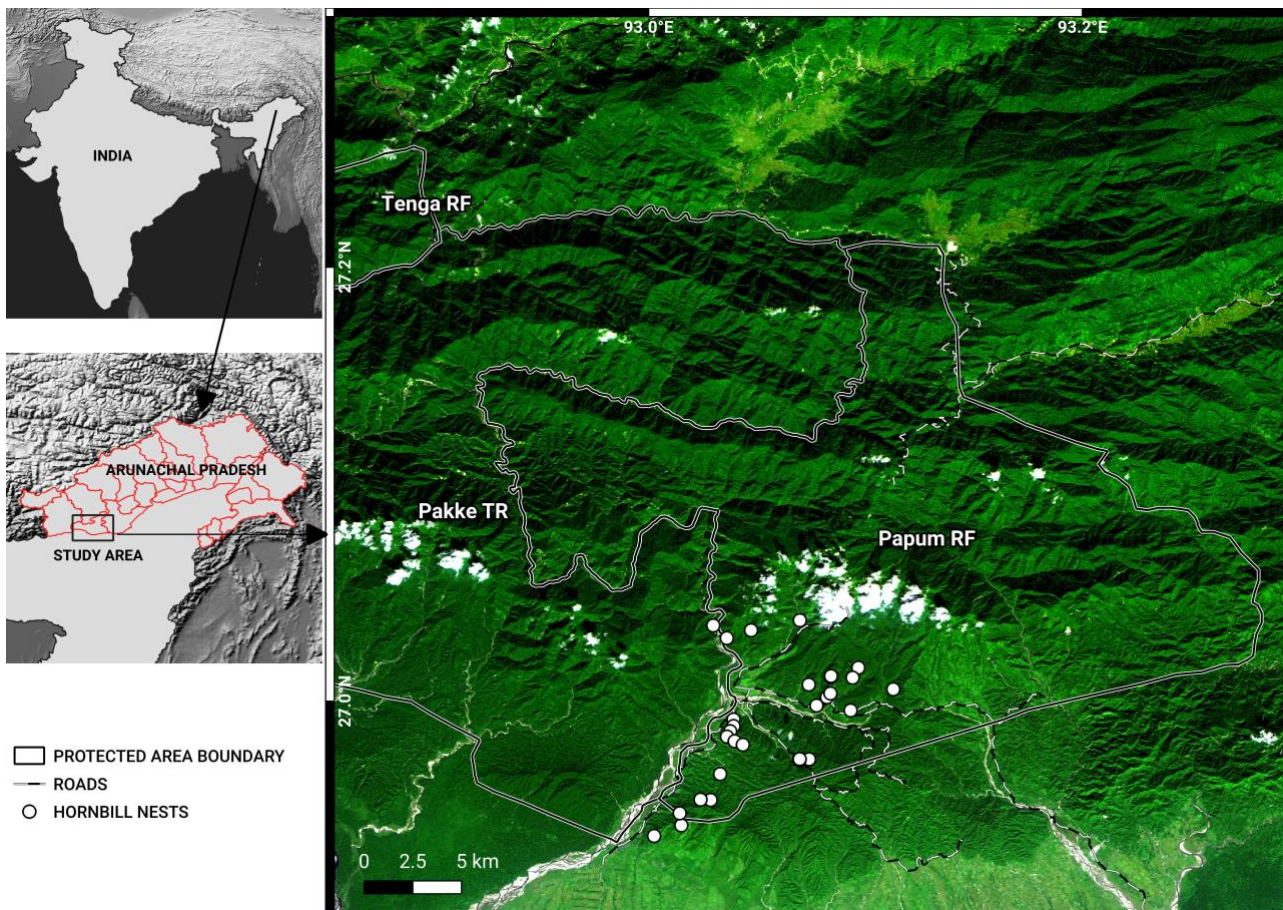 INDIA
ARUNACHAL PRADESH
STUDY AREA
PROTECTED AREA BOUNDARY
ROADS
HORNBILL NESTS
93.0°E
93.2°E
27.2°N
27.0°N
Tenga RF
Pakke TR
Papum RF
0 2.5 5 km